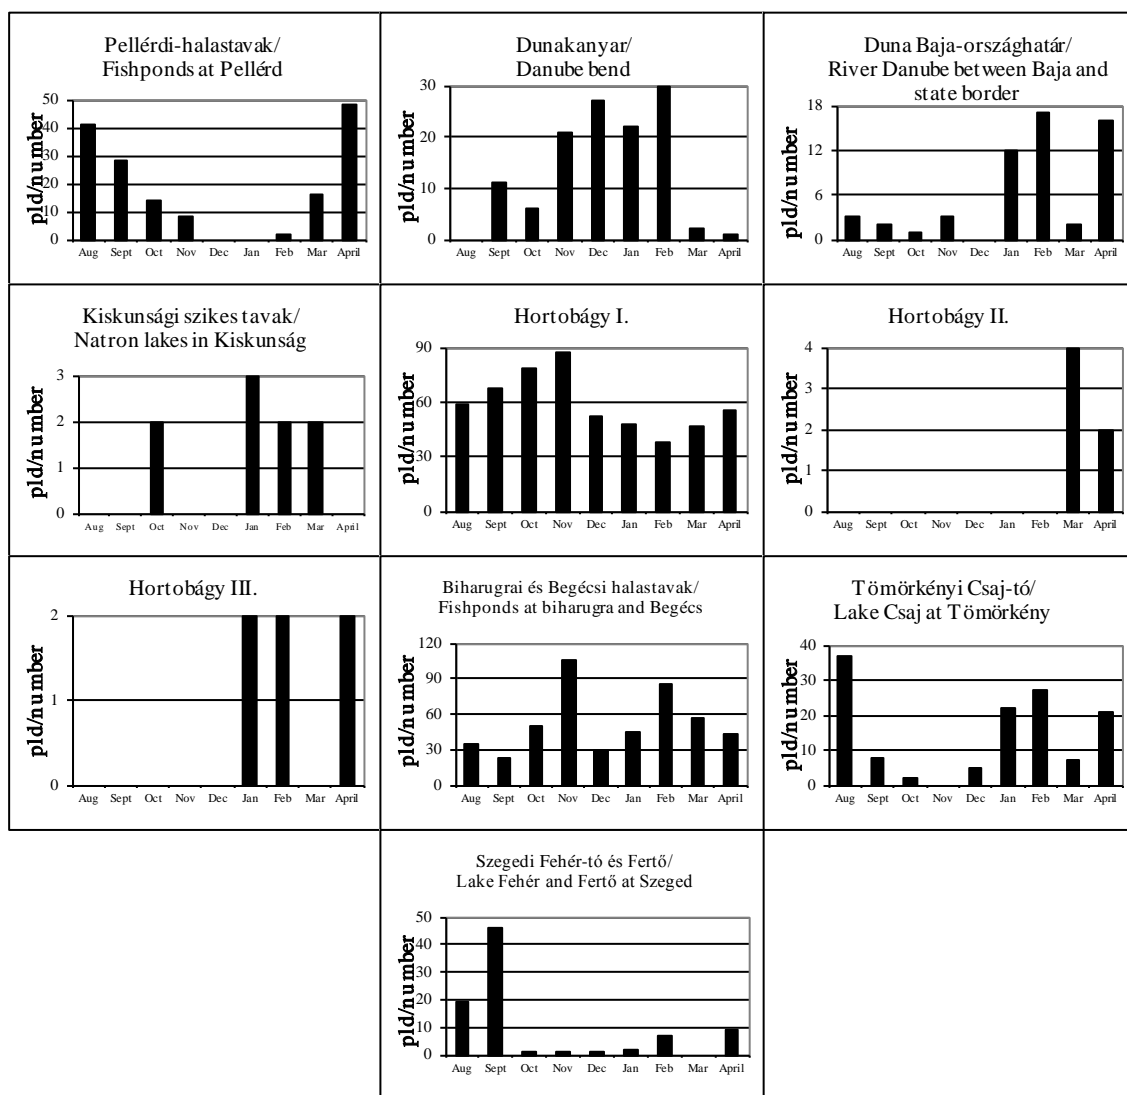 Pellérdi-halastavak/
Fishponds at Pellérd
pld/number
50
40
30
20
10
0
Aug Sept Oct Nov Dec Jan Feb Mar April
Dunakanyar/
Danube bend
pld/number
30
20
10
0
Aug Sept Oct Nov Dec Jan Feb Mar April
Duna Baja-országhatár/
River Danube between Baja and
state border
pld/number
18
12
6
0
Aug Sept Oct Nov Dec Jan Feb Mar April
Kiskunsági szikes tavak/
Natron lakes in Kiskunság
pld/number
3
2
1
0
Aug Sept Oct Nov Dec Jan Feb Mar April
Hortobágy I.
pld/number
90
60
30
0
Aug Sept Oct Nov Dec Jan Feb Mar April
Hortobágy II.
pld/number
4
3
2
1
0
Aug Sept Oct Nov Dec Jan Feb Mar April
Hortobágy III.
pld/number
2
1
0
Aug Sept Oct Nov Dec Jan Feb Mar April
Biharugrai és Begécsi halastavak/
Fishponds at biharugra and Begécs
pld/number
120
90
60
30
0
Aug Sept Oct Nov Dec Jan Feb Mar April
Tömörkényi Csaj-tó/
Lake Csaj at Tömörkény
pld/number
40
30
20
10
0
Aug Sept Oct Nov Dec Jan Feb Mar April
Szegedi Fehér-tó és Fertő/
Lake Fehér and Fertő at Szeged
pld/number
50
40
30
20
10
0
Aug Sept Oct Nov Dec Jan Feb Mar April